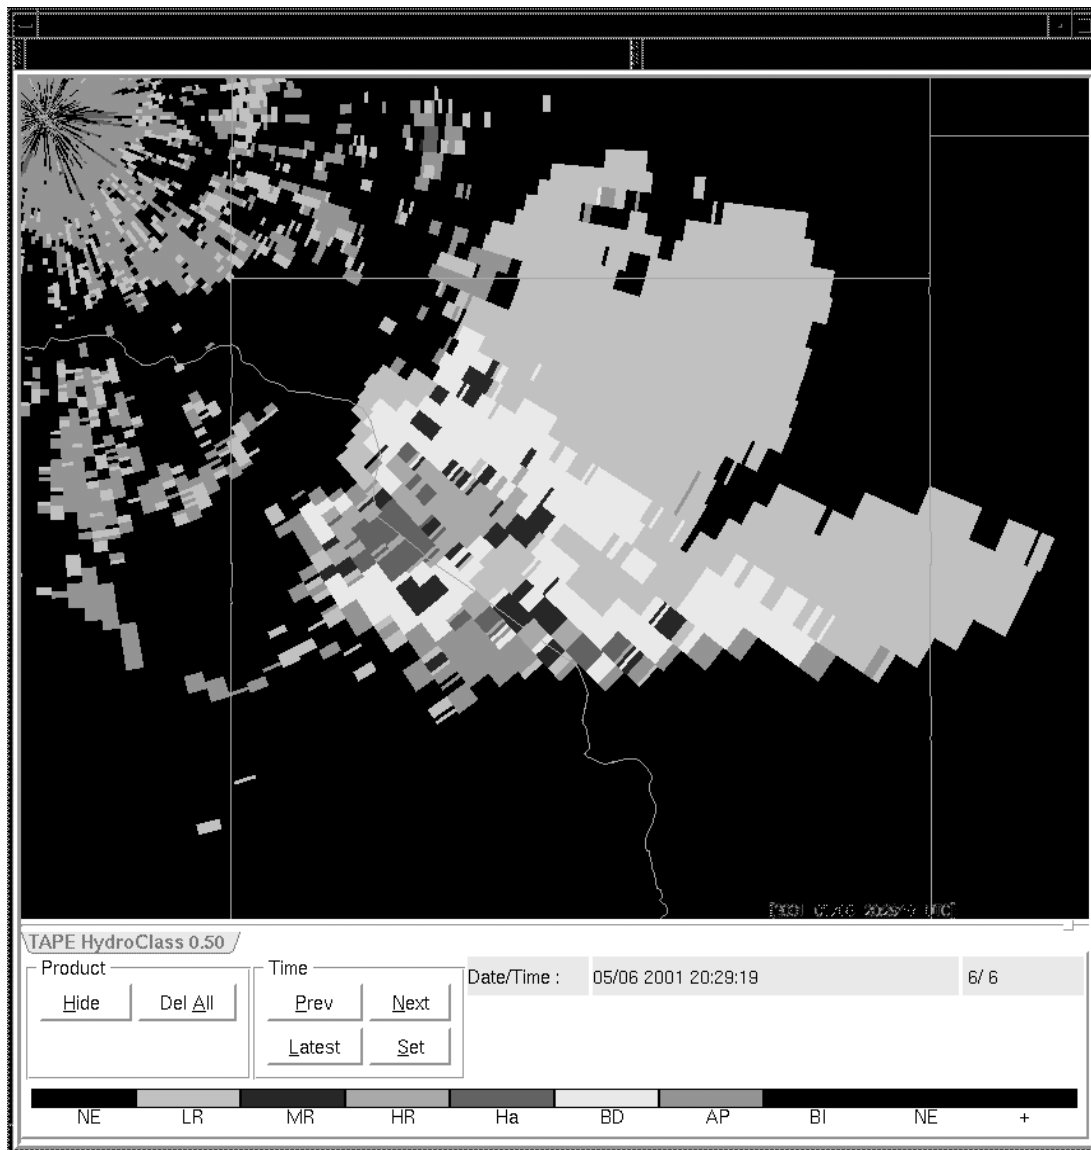 TAPE HydroClass 0.50
Product
Time
Hide Del All Prev Next
Latest Set
Date/Time : 05/06 2001 20:29:19 6/ 6
NE LR MR HR Ha BD AP BI NE +